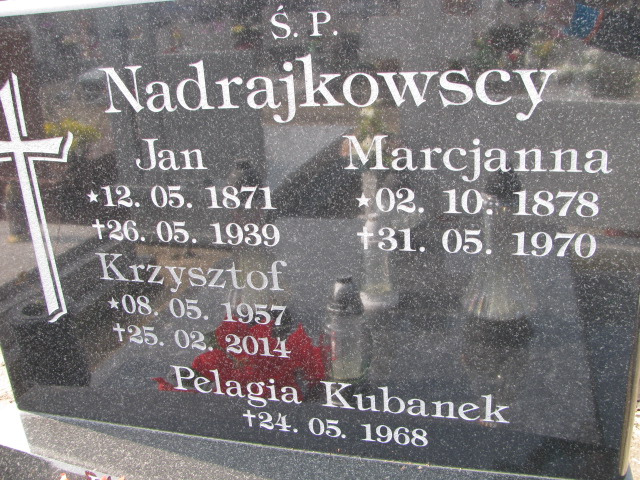 Ś. P.
Nadrajkowscy
Jan
*12. 05. 1871
†26. 05. 1939
Marcjanna
*02. 10. 1878
†31. 05. 1970
Krzysztof
*08. 05. 1957
†25. 02. 2014
Pelagia Kubanek
†24. 05. 1968